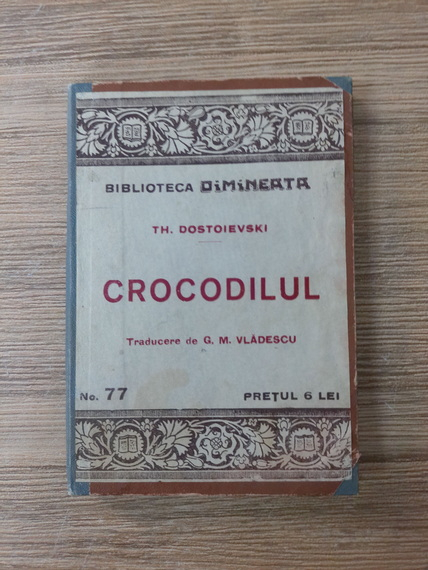 BIBLIOTECA DIMINEAȚA
TH. DOSTOIEVSKI
CROCODILUL
Traducere de G. M. VLĂDESCU
No. 77 PREȚUL 6 LEI